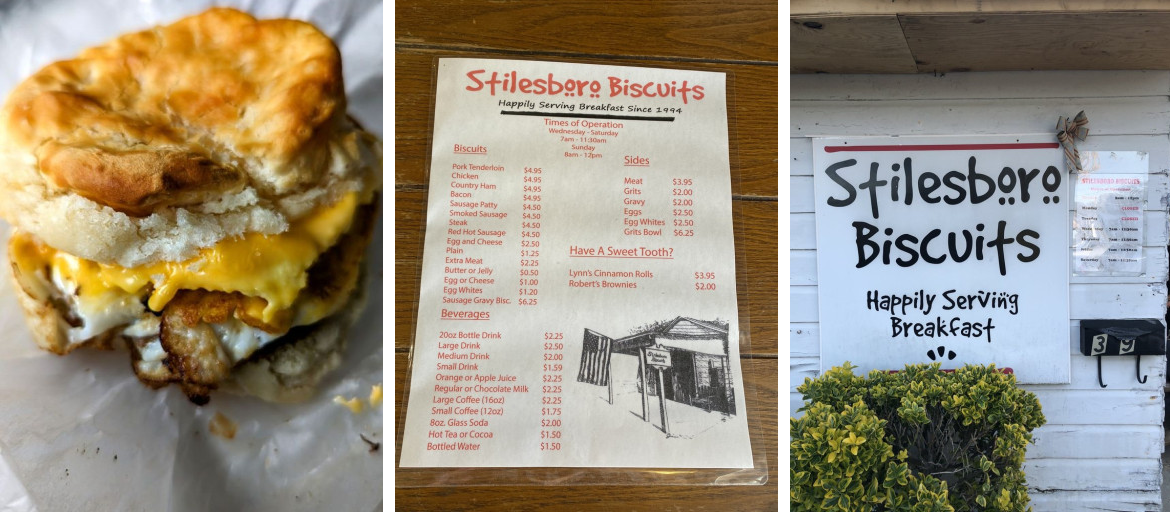 Stilesboro Biscuits
Happily Serving Breakfast Since 1994
Times of Operation
Wednesday - Saturday
7am - 11:30am
Sunday
8am - 12pm
Biscuits
Pork Tenderloin $4.95
Chicken $4.95
Country Ham $4.95
Bacon $4.95
Sausage Patty $4.50
Smoked Sausage $4.50
Steak $4.50
Red Hot Sausage $4.50
Egg and Cheese $2.50
Plain $1.25
Extra Meat $2.25
Butter or Jelly $0.50
Egg or Cheese $1.00
Egg Whites $1.20
Sausage Gravy Bisc. $6.25
Beverages
20oz Bottle Drink $2.25
Large Drink $2.50
Medium Drink $2.00
Small Drink $1.59
Orange or Apple Juice $2.25
Regular or Chocolate Milk $2.25
Large Coffee (16oz) $2.25
Small Coffee (12oz) $1.75
8oz. Glass Soda $2.00
Hot Tea or Cocoa $1.50
Bottled Water $1.50
Sides
Meat $3.95
Grits $2.00
Gravy $2.00
Eggs $2.50
Egg Whites $2.50
Grits Bowl $6.25
Have A Sweet Tooth?
Lynn's Cinnamon Rolls $3.95
Robert's Brownies $2.00
Stilesboro
Biscuits
Happily Serving
Breakfast
STILESBORO BISCUITS
3 9